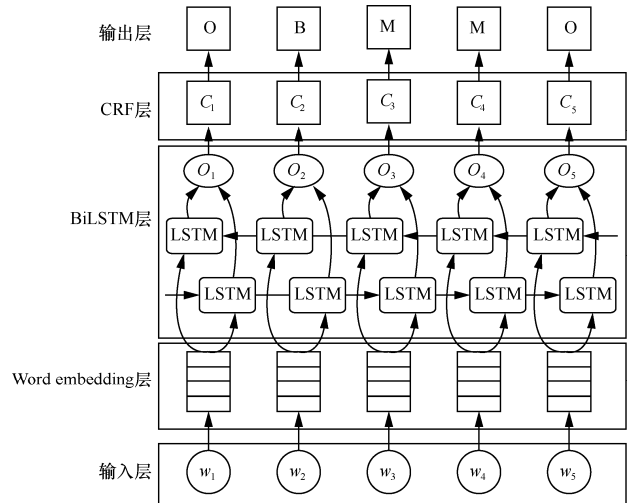 输出层 O B M M O
CRF层 C₁ C₂ C₃ C₄ C₅
O₁ O₂ O₃ O₄ O₅
BiLSTM层 LSTM LSTM LSTM LSTM LSTM
LSTM LSTM LSTM LSTM LSTM
Word embedding层
输入层 w₁ w₂ w₃ w₄ w₅